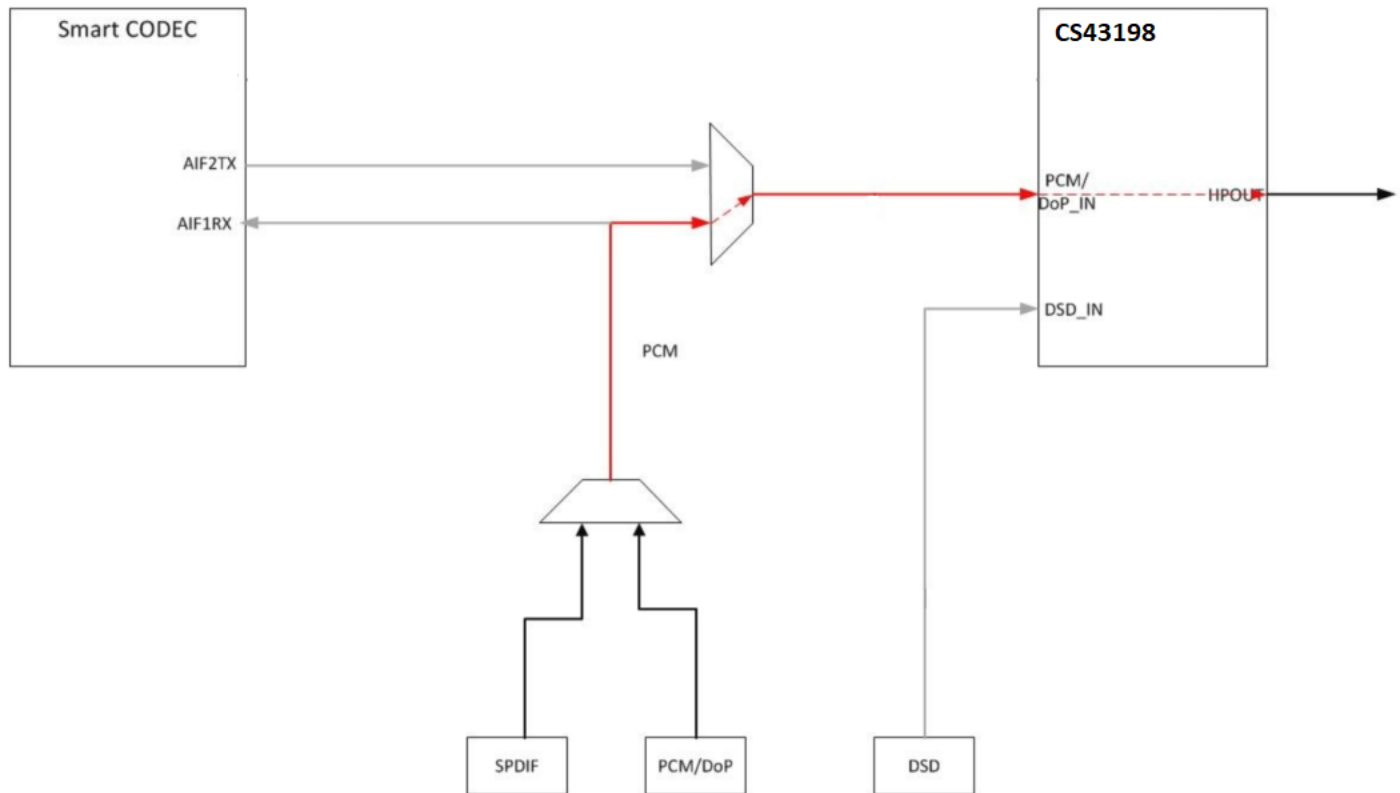 Smart CODEC
CS43198
AIF2TX
AIF1RX
PCM/
DoP_IN
HPOUT
DSD_IN
PCM
SPDIF
PCM/DoP
DSD